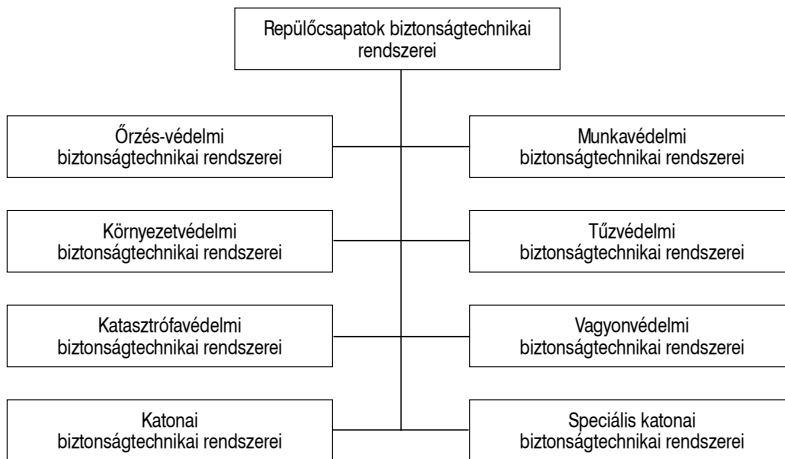 Repülőcsapatok biztonságtechnikai
rendszerei
Őrzés-védelmi
biztonságtechnikai rendszerei
Munkavédelmi
biztonságtechnikai rendszerei
Környezetvédelmi
biztonságtechnikai rendszerei
Tűzvédelmi
biztonságtechnikai rendszerei
Katasztrófavédelmi
biztonságtechnikai rendszerei
Vagyonvédelmi
biztonságtechnikai rendszerei
Katonai
biztonságtechnikai rendszerei
Speciális katonai
biztonságtechnikai rendszerei